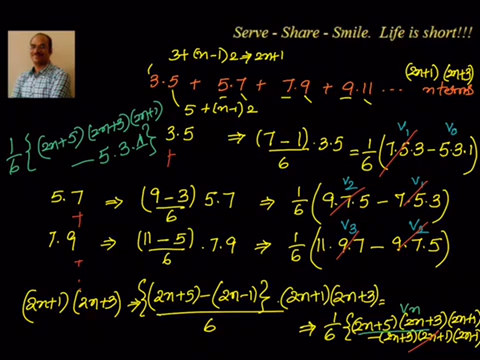 Serve - Share - Smile. Life is short!!!
3+(n-1)2 ⇒ 2n+1
3.5 + 5.7 + 7.9 + 9.11 ... (2n+1) (2n+3)
n terms
5+(n-1)2
1/6 {(2n+5)(2n+3)(2n+1) - 5.3.1}
3.5 ⇒ (7-1)/6 . 3.5 = 1/6 (7.5.3 - 5.3.1) V1 V0
+
5.7 ⇒ (9-3)/6 5.7 ⇒ 1/6 (9.7.5 - 7.5.3) V2 V1
+
7.9 ⇒ (11-5)/6 . 7.9 ⇒ 1/6 (11.9.7 - 9.7.5) V3 V2
+
(2n+1)(2n+3) ⇒ {(2n+5)-(2n-1)}/6 . (2n+1)(2n+3) =
Vn
⇒ 1/6 {(2n+5)(2n+3)(2n+1)
-(2n+3)(2n+1)(2n-1)